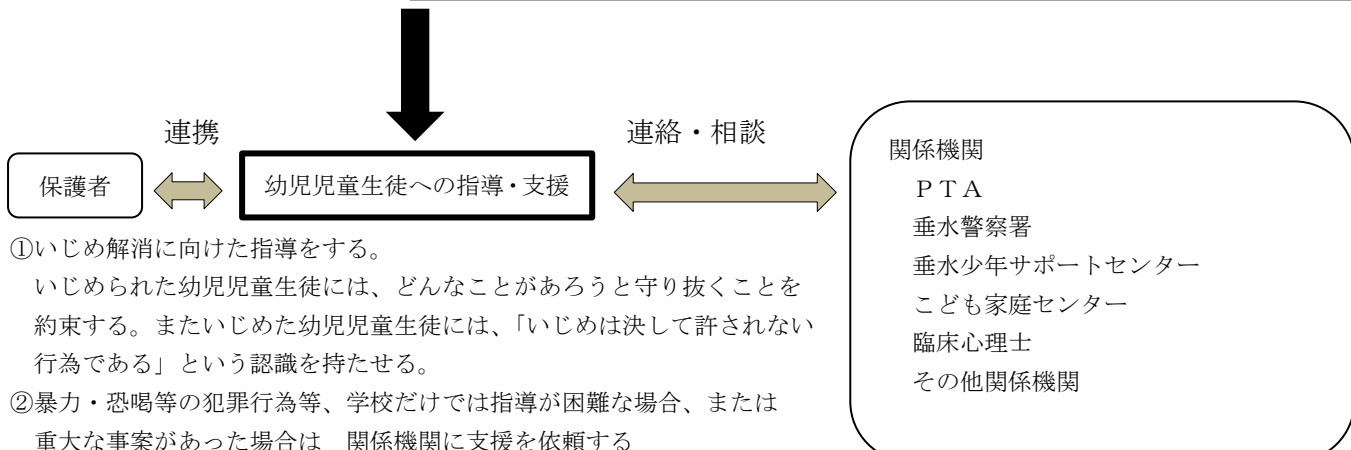 連携
連絡・相談
保護者
幼児児童生徒への指導・支援
関係機関
ＰＴＡ
垂水警察署
垂水少年サポートセンター
こども家庭センター
臨床心理士
その他関係機関
①いじめ解消に向けた指導をする。
いじめられた幼児児童生徒には、どんなことがあろうと守り抜くことを
約束する。またいじめた幼児児童生徒には、「いじめは決して許されない
行為である」という認識を持たせる。
②暴力・恐喝等の犯罪行為等、学校だけでは指導が困難な場合、または
重大な事案があった場合は　関係機関に支援を依頼する